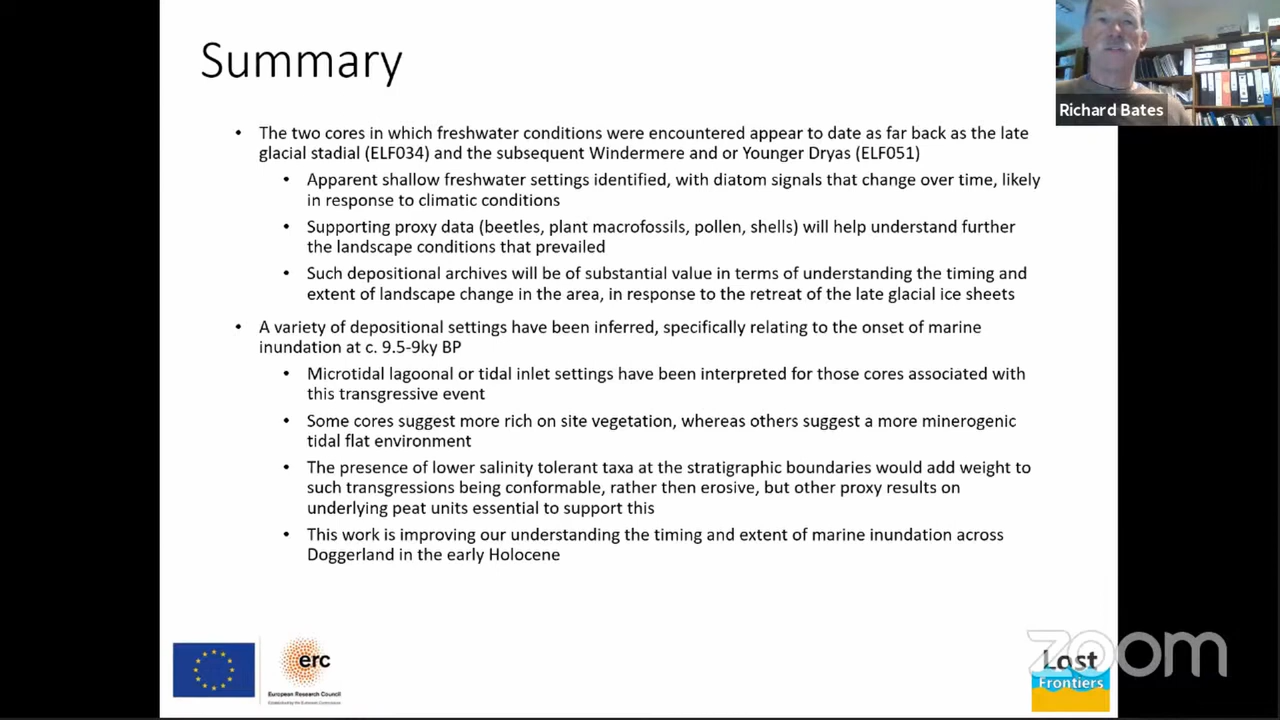 Summary
Richard Bates
• The two cores in which freshwater conditions were encountered appear to date as far back as the late
glacial stadial (ELF034) and the subsequent Windermere and or Younger Dryas (ELF051)
• Apparent shallow freshwater settings identified, with diatom signals that change over time, likely
in response to climatic conditions
• Supporting proxy data (beetles, plant macrofossils, pollen, shells) will help understand further
the landscape conditions that prevailed
• Such depositional archives will be of substantial value in terms of understanding the timing and
extent of landscape change in the area, in response to the retreat of the late glacial ice sheets
• A variety of depositional settings have been inferred, specifically relating to the onset of marine
inundation at c. 9.5-9ky BP
• Microtidal lagoonal or tidal inlet settings have been interpreted for those cores associated with
this transgressive event
• Some cores suggest more rich on site vegetation, whereas others suggest a more minerogenic
tidal flat environment
• The presence of lower salinity tolerant taxa at the stratigraphic boundaries would add weight to
such transgressions being conformable, rather then erosive, but other proxy results on
underlying peat units essential to support this
• This work is improving our understanding the timing and extent of marine inundation across
Doggerland in the early Holocene
erc
European Research Council
Established by the European Commission
zoom
Lost
Frontiers